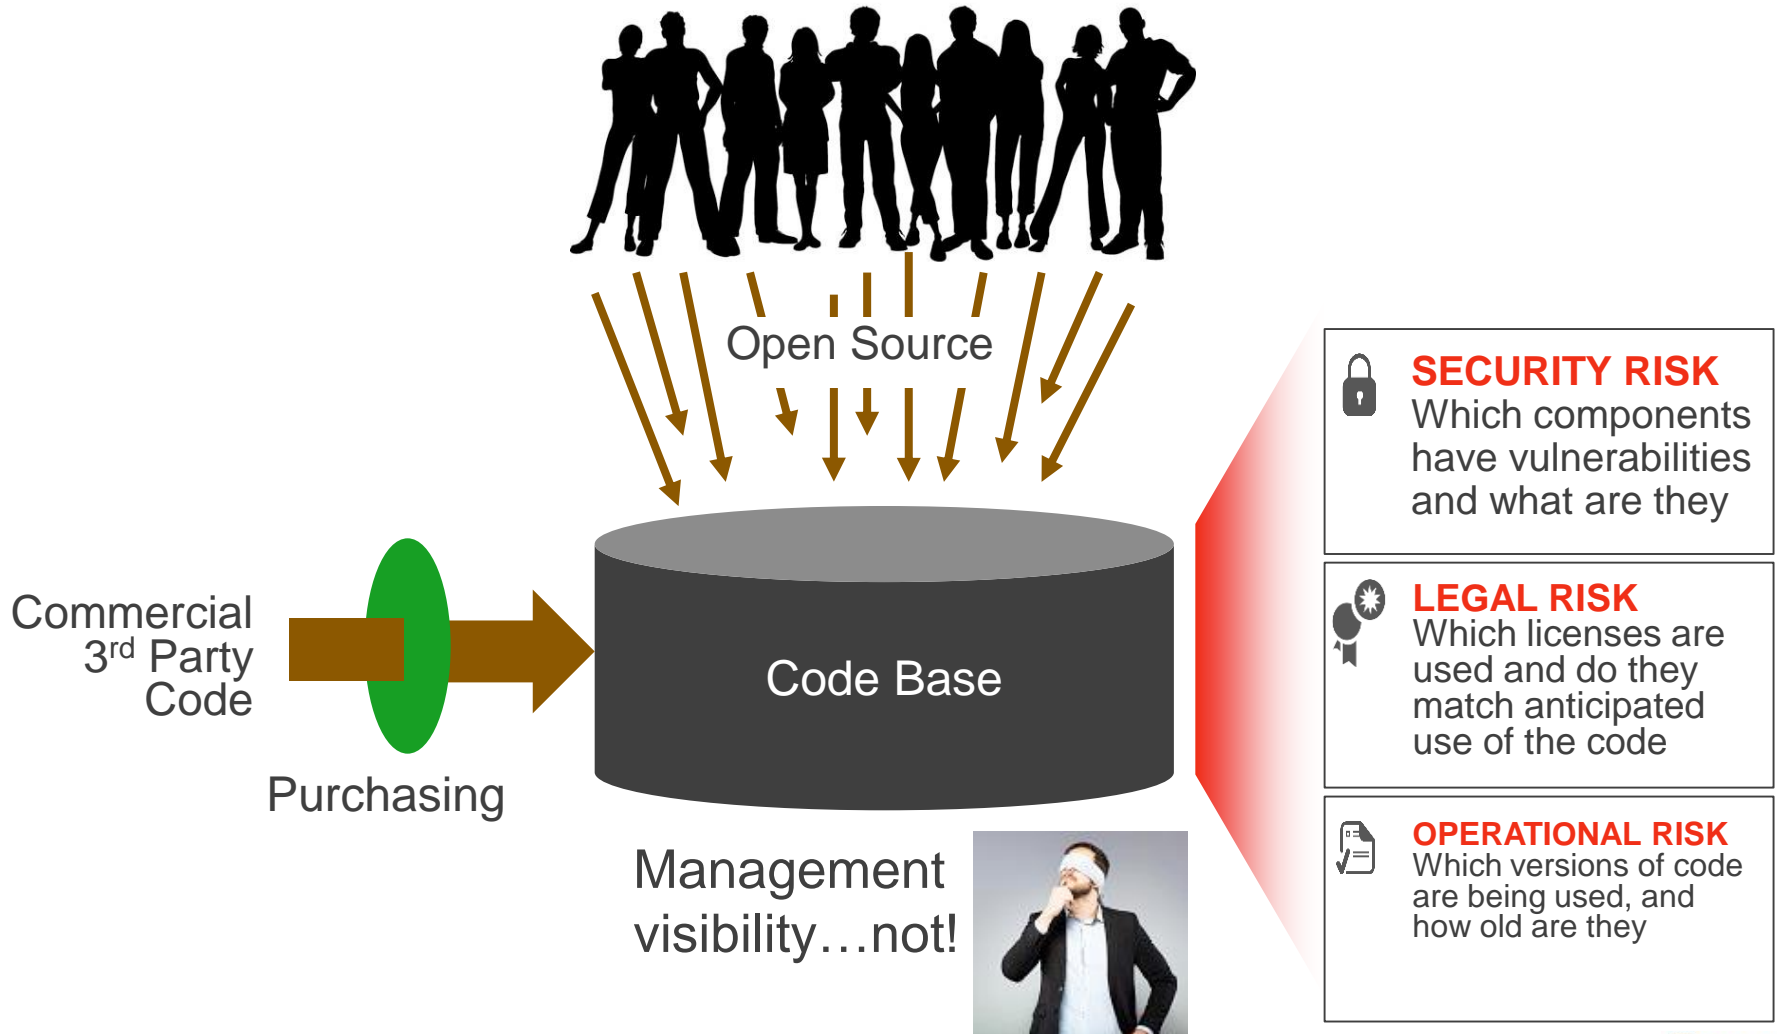 Open Source
Commercial
3rd Party
Code
Purchasing
Code Base
Management
visibility…not!
SECURITY RISK
Which components
have vulnerabilities
and what are they
LEGAL RISK
Which licenses are
used and do they
match anticipated
use of the code
OPERATIONAL RISK
Which versions of code
are being used, and
how old are they